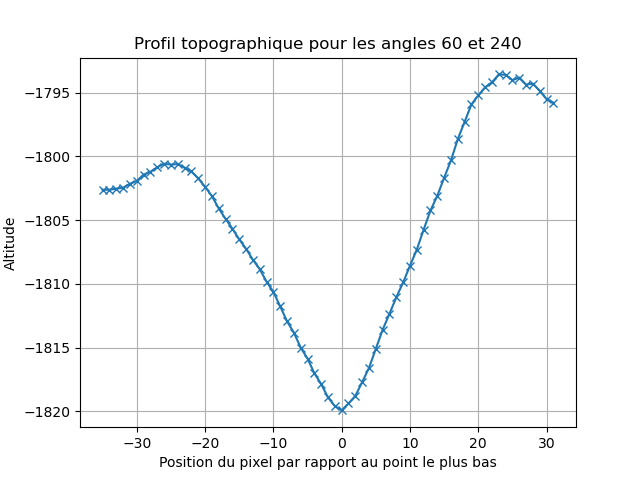 Profil topographique pour les angles 60 et 240
Altitude
−1795
−1800
−1805
−1810
−1815
−1820
−30 −20 −10 0 10 20 30
Position du pixel par rapport au point le plus bas